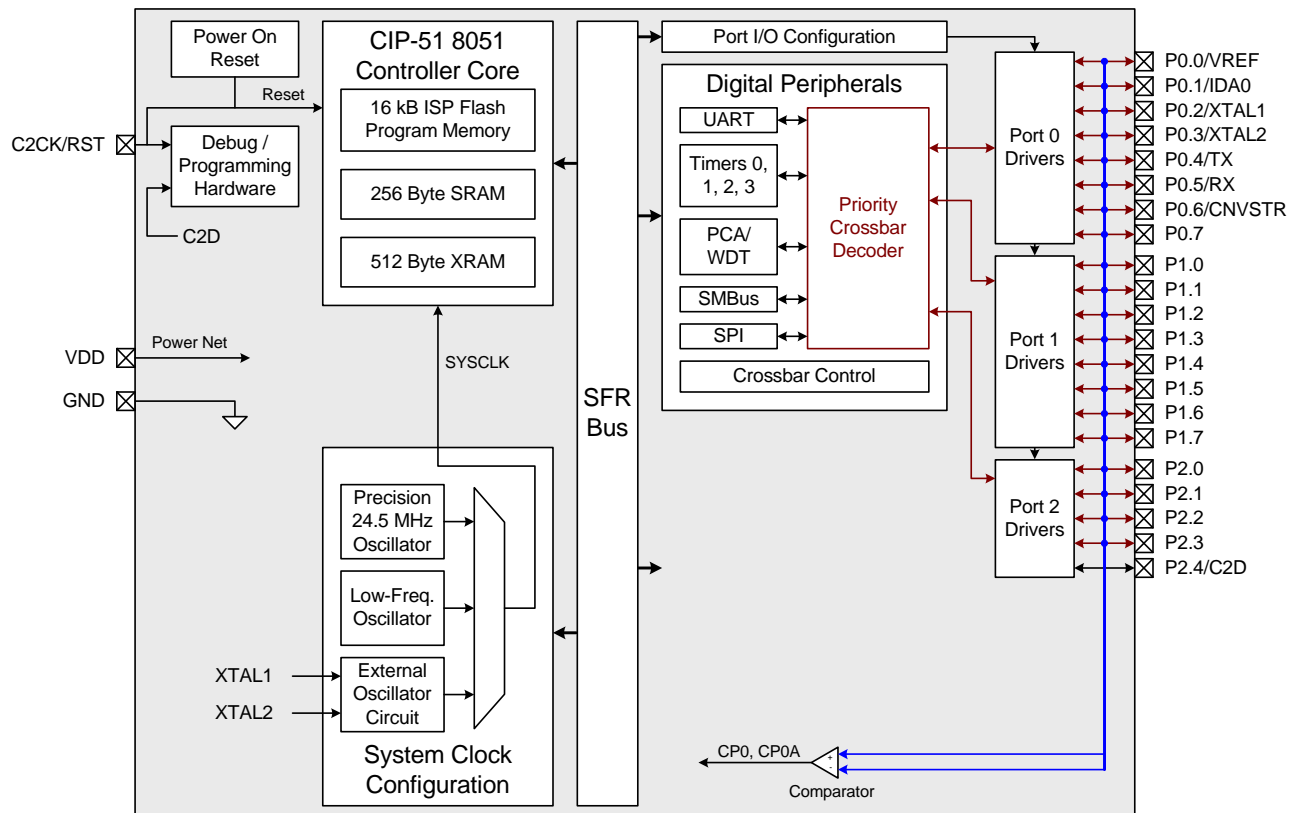 Power On
Reset
Reset
C2CK/RST
Debug /
Programming
Hardware
C2D
VDD
Power Net
GND
CIP-51 8051
Controller Core
16 kB ISP Flash
Program Memory
256 Byte SRAM
512 Byte XRAM
SYSCLK
Precision
24.5 MHz
Oscillator
Low-Freq.
Oscillator
XTAL1
XTAL2
External
Oscillator
Circuit
System Clock
Configuration
SFR
Bus
Port I/O Configuration
Digital Peripherals
UART
Timers 0,
1, 2, 3
PCA/
WDT
SMBus
SPI
Priority
Crossbar
Decoder
Crossbar Control
Port 0
Drivers
Port 1
Drivers
Port 2
Drivers
P0.0/VREF
P0.1/IDA0
P0.2/XTAL1
P0.3/XTAL2
P0.4/TX
P0.5/RX
P0.6/CNVSTR
P0.7
P1.0
P1.1
P1.2
P1.3
P1.4
P1.5
P1.6
P1.7
P2.0
P2.1
P2.2
P2.3
P2.4/C2D
CP0, CP0A
+
-
Comparator